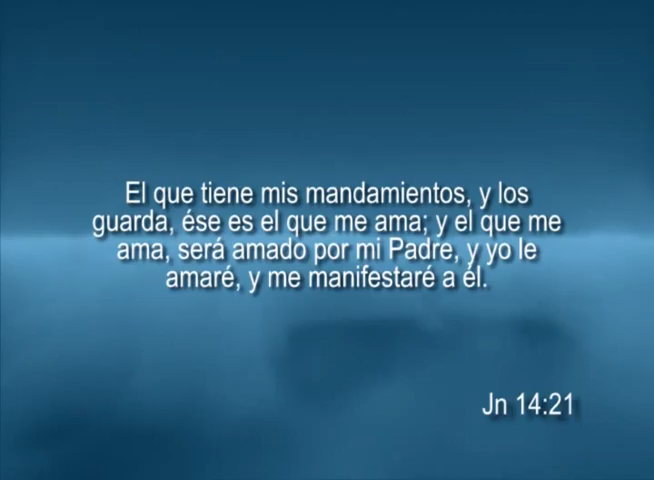 El que tiene mis mandamientos, y los
guarda, ése es el que me ama; y el que me
ama, será amado por mi Padre, y yo le
amaré, y me manifestaré a él.
Jn 14:21